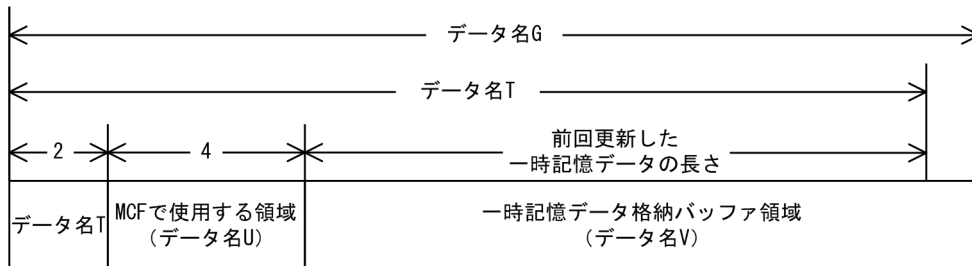 データ名G
データ名T
2
4
前回更新した
一時記憶データの長さ
データ名T
MCFで使用する領域
(データ名U)
一時記憶データ格納バッファ領域
(データ名V)